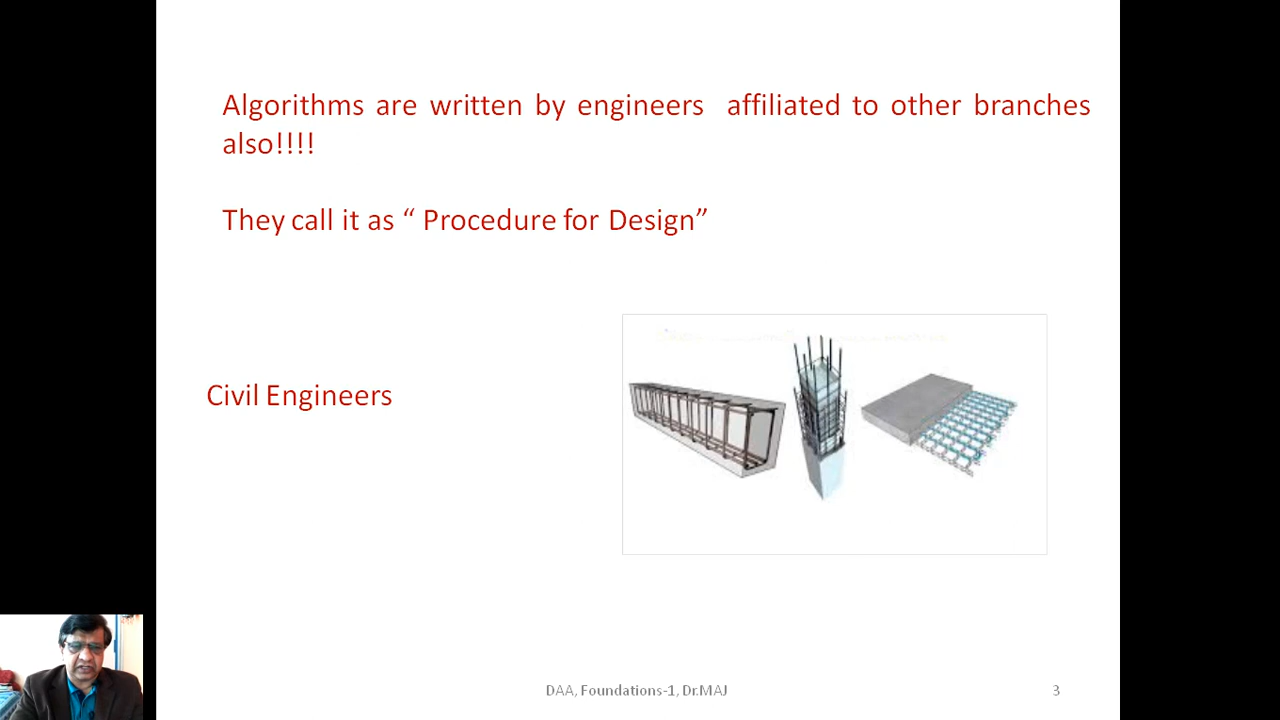 Algorithms are written by engineers affiliated to other branches
also!!!!
They call it as “ Procedure for Design”
Civil Engineers
DAA, Foundations-1, Dr.MAJ
3